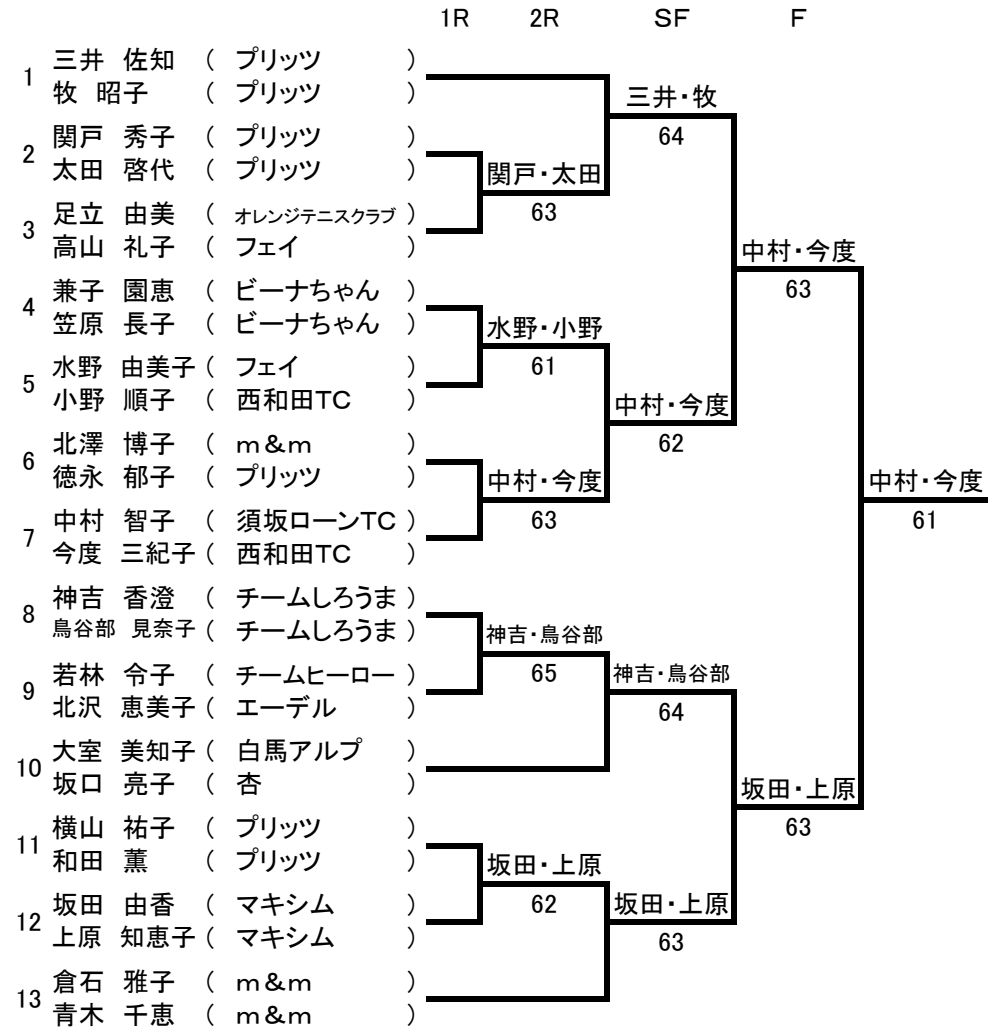 1R 2R SF F
1
三井 佐知 ( プリッツ )
牧 昭子 ( プリッツ )
三井・牧
64
2
関戸 秀子 ( プリッツ )
太田 啓代 ( プリッツ )
関戸・太田
63
3
足立 由美 ( オレンジテニスクラブ )
高山 礼子 ( フェイ )
中村・今度
63
4
兼子 園恵 ( ビーナちゃん )
笠原 長子 ( ビーナちゃん )
水野・小野
61
5
水野 由美子 ( フェイ )
小野 順子 ( 西和田TC )
中村・今度
62
6
北澤 博子 ( m&m )
徳永 郁子 ( プリッツ )
中村・今度
63
中村・今度
61
7
中村 智子 ( 須坂ローンTC )
今度 三紀子 ( 西和田TC )
8
神吉 香澄 ( チームしろうま )
鳥谷部 見奈子 ( チームしろうま )
神吉・鳥谷部
65
9
若林 令子 ( チームヒーロー )
北沢 恵美子 ( エーデル )
神吉・鳥谷部
64
10
大室 美知子 ( 白馬アルプ )
坂口 亮子 ( 杏 )
坂田・上原
63
11
横山 祐子 ( プリッツ )
和田 薫 ( プリッツ )
坂田・上原
62
12
坂田 由香 ( マキシム )
上原 知恵子 ( マキシム )
坂田・上原
63
13
倉石 雅子 ( m&m )
青木 千恵 ( m&m )